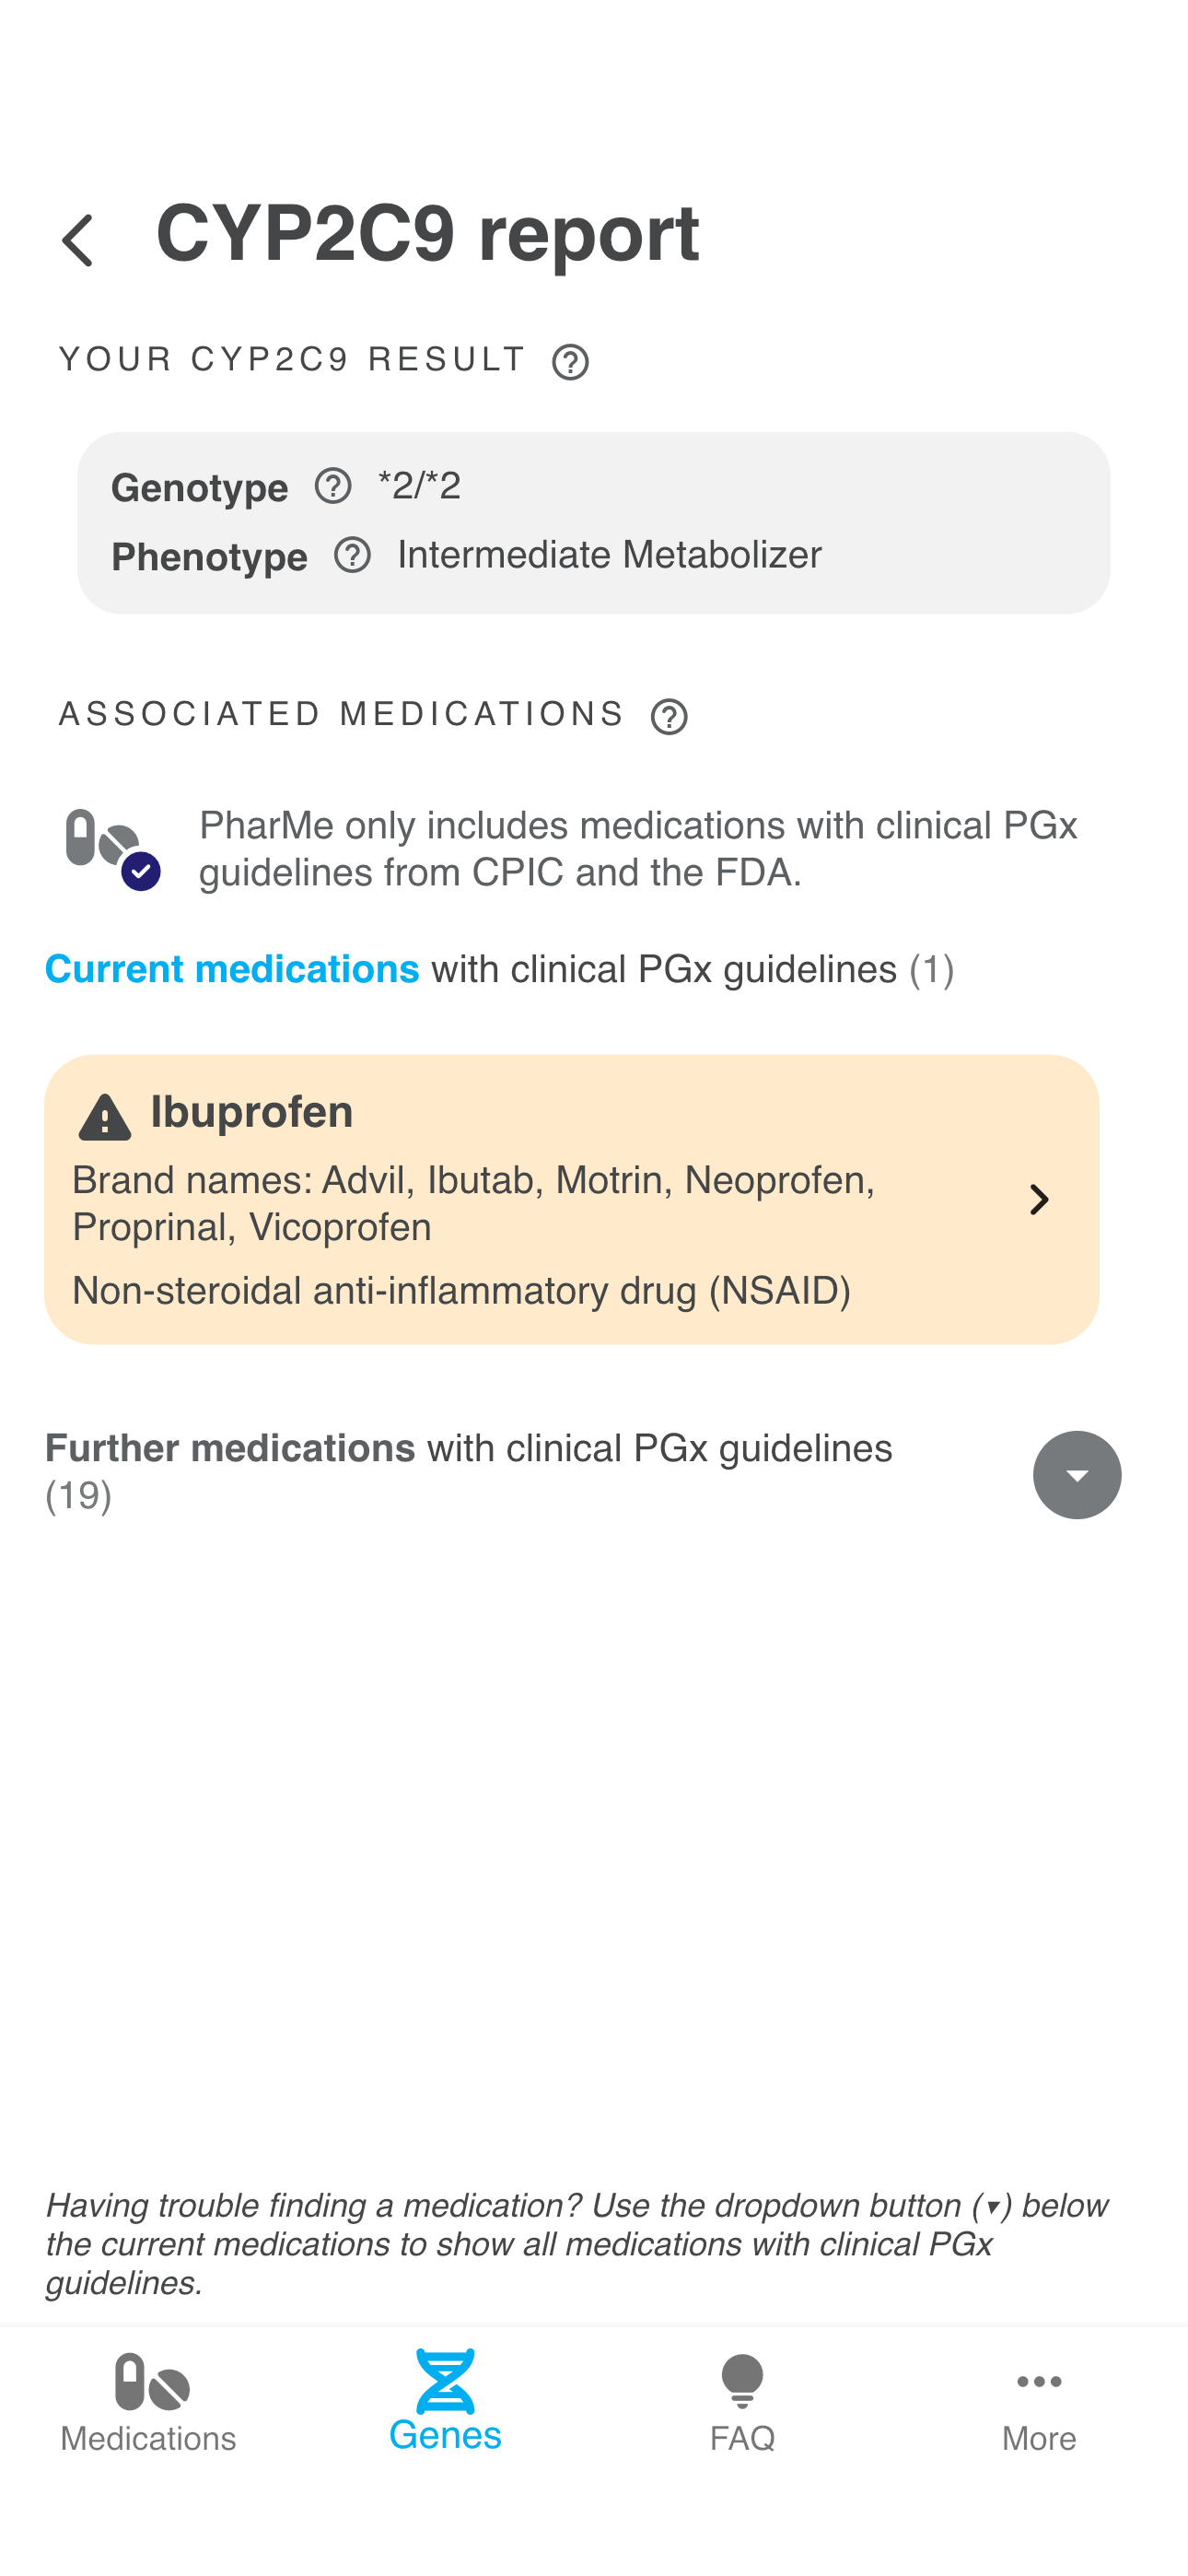 CYP2C9 report
YOUR CYP2C9 RESULT
Genotype *2/*2
Phenotype Intermediate Metabolizer
ASSOCIATED MEDICATIONS
PharMe only includes medications with clinical PGx
guidelines from CPIC and the FDA.
Current medications with clinical PGx guidelines (1)
Ibuprofen
Brand names: Advil, Ibutab, Motrin, Neoprofen,
Proprinal, Vicoprofen
Non-steroidal anti-inflammatory drug (NSAID)
Further medications with clinical PGx guidelines
(19)
Having trouble finding a medication? Use the dropdown button (▾) below
the current medications to show all medications with clinical PGx
guidelines.
Medications Genes FAQ More